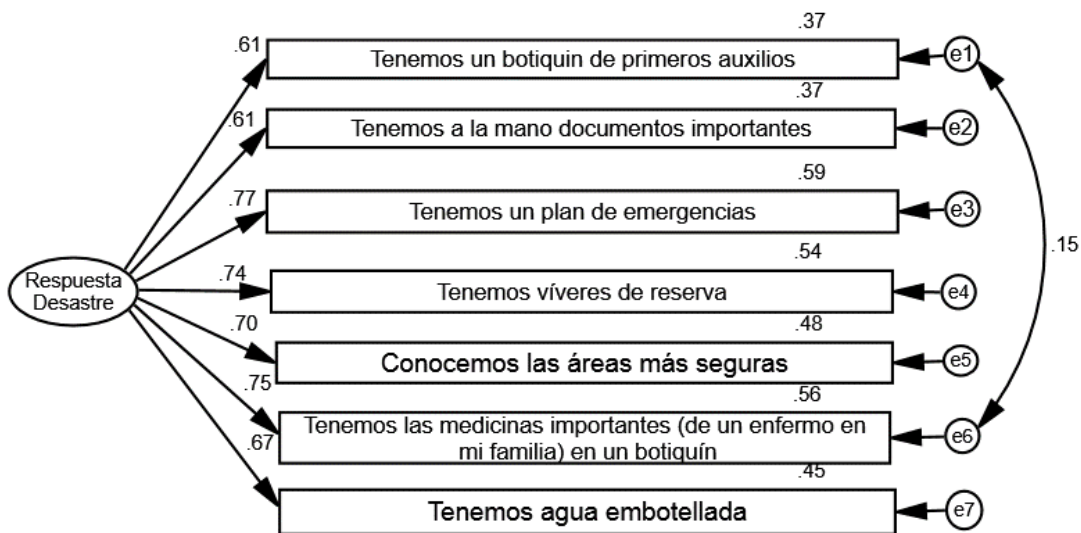 .37
.61
Tenemos un botiquin de primeros auxilios
e1
.37
.61
Tenemos a la mano documentos importantes
e2
.59
.77
Tenemos un plan de emergencias
e3
.15
.54
Respuesta
Desastre
.74
Tenemos víveres de reserva
e4
.48
.70
Conocemos las áreas más seguras
e5
.56
.75
Tenemos las medicinas importantes (de un enfermo en
mi familia) en un botiquín
e6
.45
.67
Tenemos agua embotellada
e7